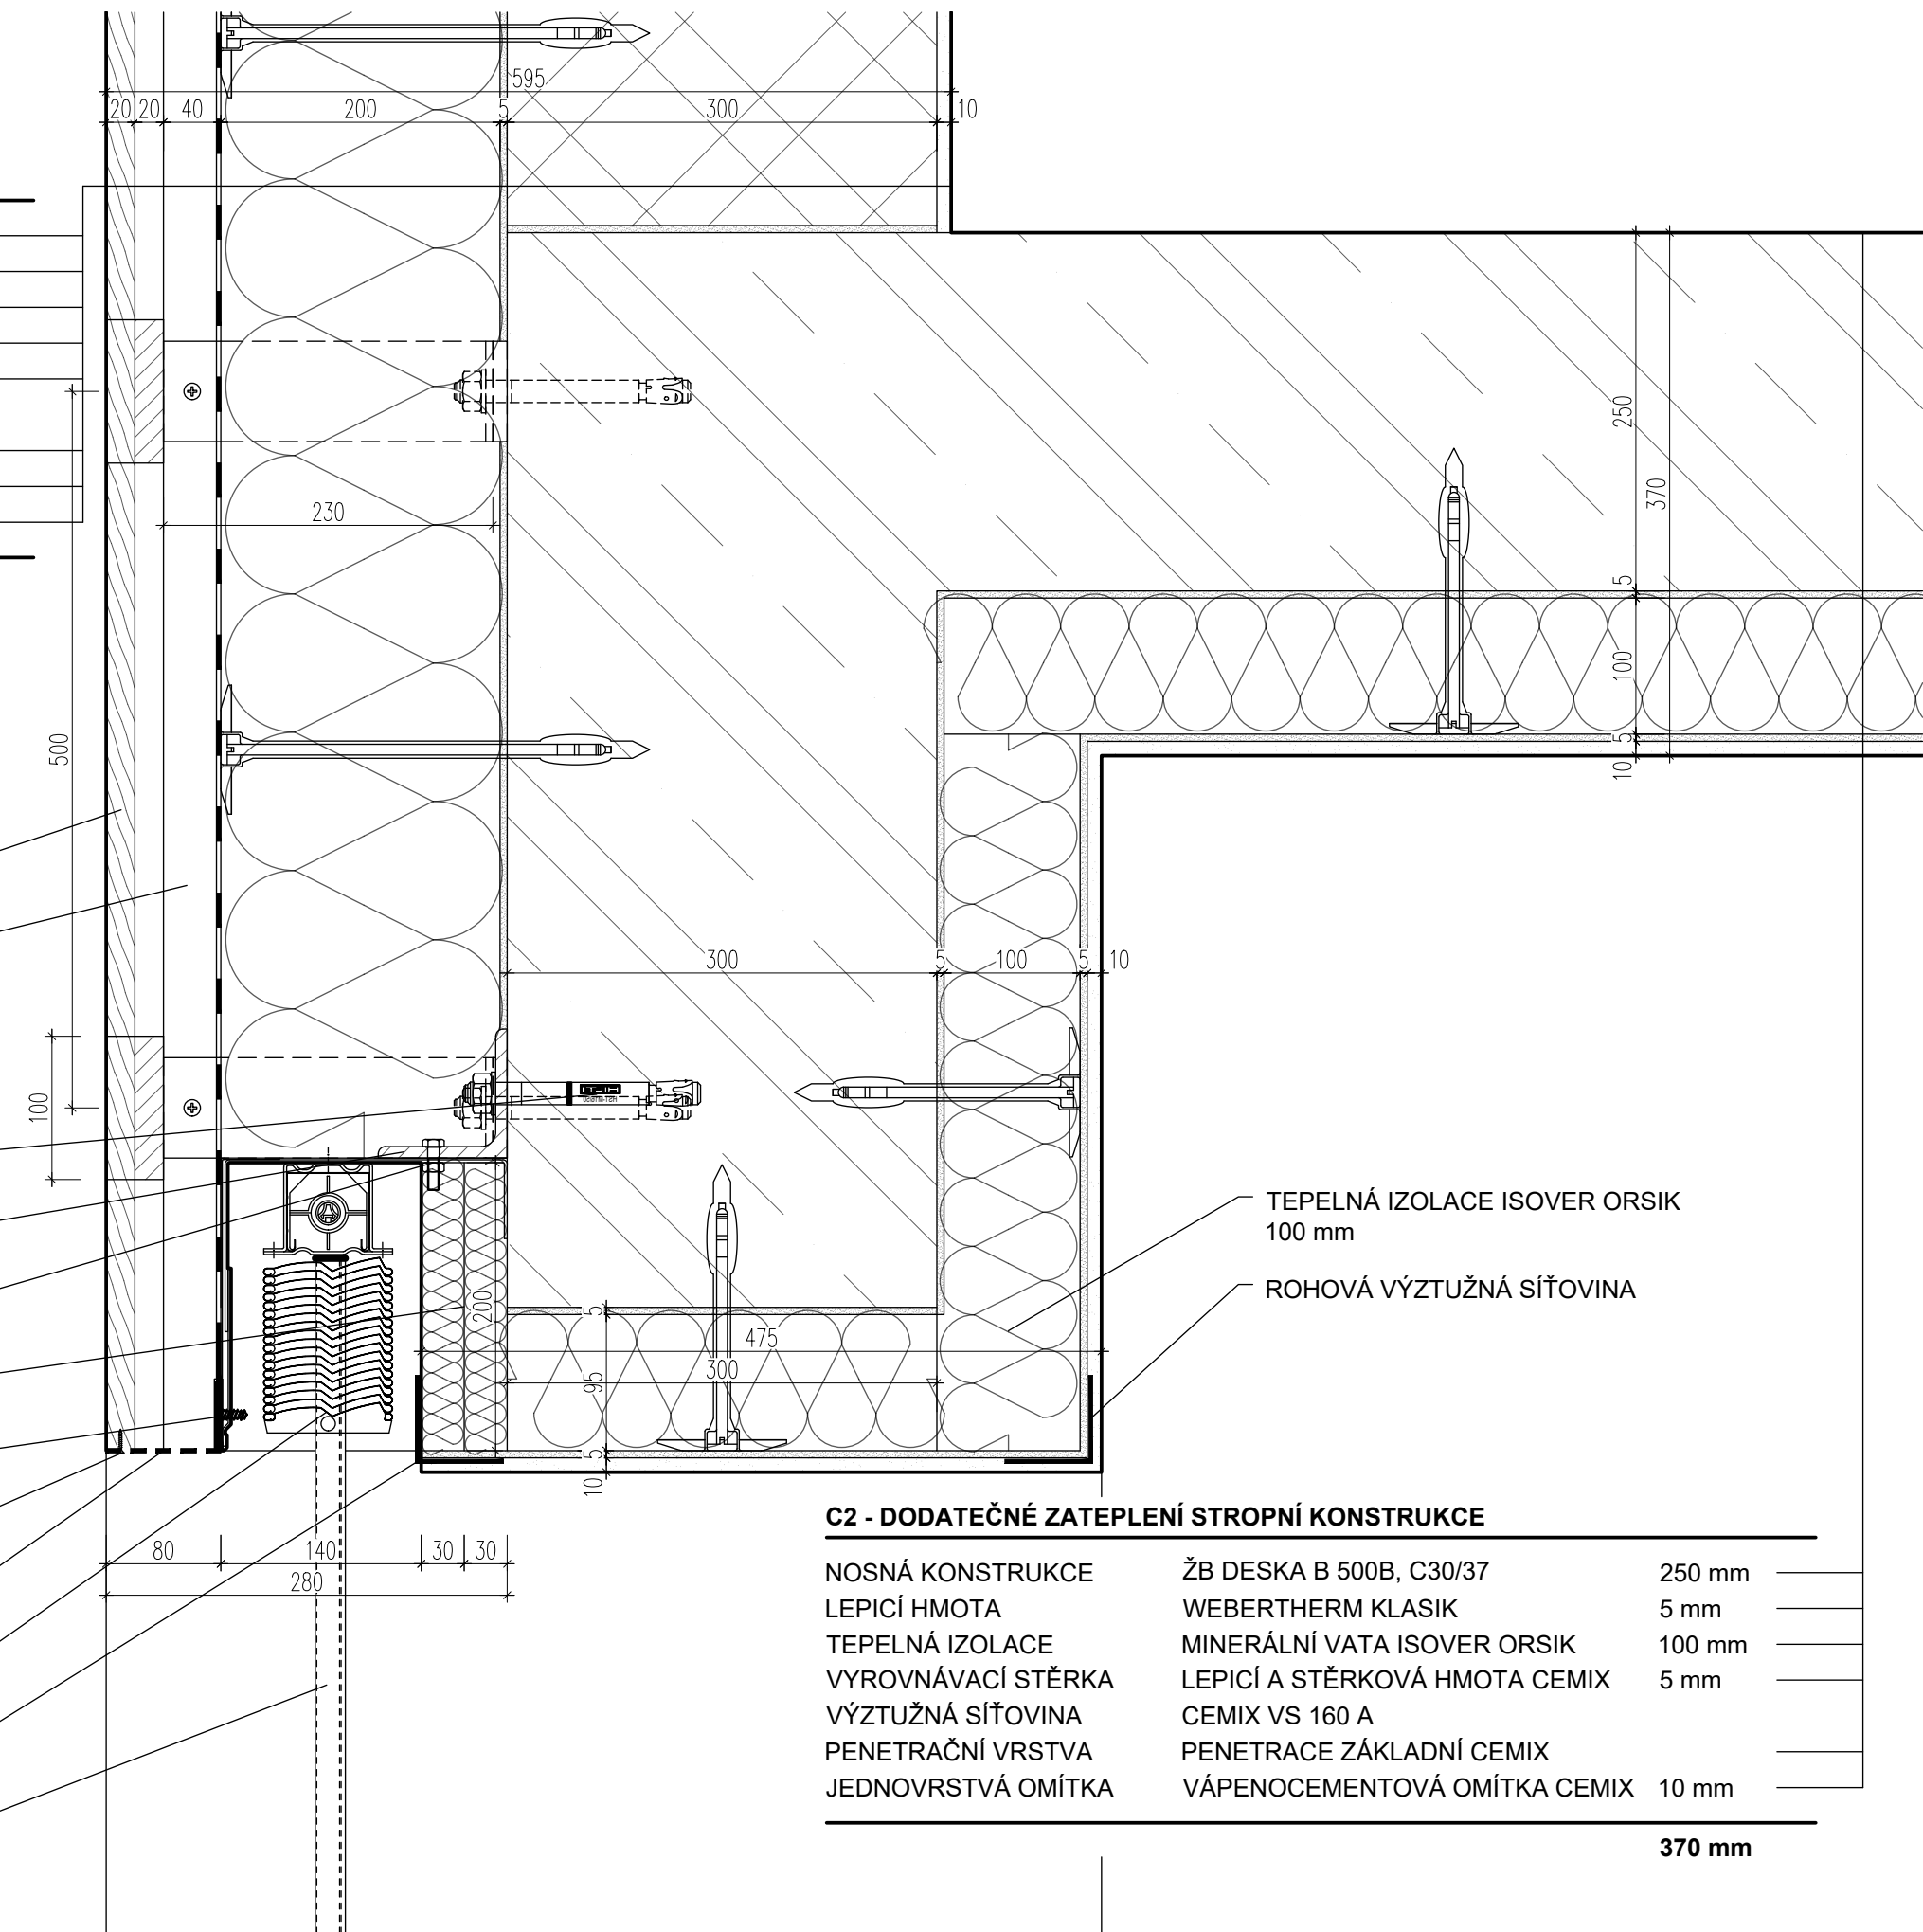 595
20 20 40 200 5 300 10
250
370
230
5
100
500
5
10
300 5 100 5 10
100
TEPELNÁ IZOLACE ISOVER ORSIK
100 mm
ROHOVÁ VÝZTUŽNÁ SÍŤOVINA
200
5
475
300
95
5
10
80 140 30 30
280
C2 - DODATEČNÉ ZATEPLENÍ STROPNÍ KONSTRUKCE
NOSNÁ KONSTRUKCE ŽB DESKA B 500B, C30/37 250 mm
LEPICÍ HMOTA WEBERTHERM KLASIK 5 mm
TEPELNÁ IZOLACE MINERÁLNÍ VATA ISOVER ORSIK 100 mm
VYROVNÁVACÍ STĚRKA LEPICÍ A STĚRKOVÁ HMOTA CEMIX 5 mm
VÝZTUŽNÁ SÍŤOVINA CEMIX VS 160 A
PENETRAČNÍ VRSTVA PENETRACE ZÁKLADNÍ CEMIX
JEDNOVRSTVÁ OMÍTKA VÁPENOCEMENTOVÁ OMÍTKA CEMIX 10 mm
370 mm